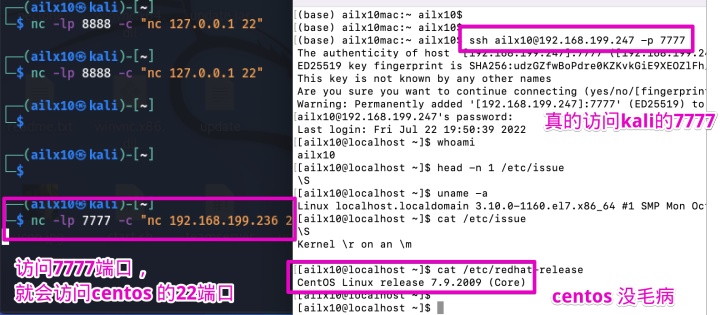 $ nc -lp 8888 -c "nc 127.0.0.1 22"
(ailx10㉿kali)-[~]
$ nc -lp 8888 -c "nc 127.0.0.1 22"
(ailx10㉿kali)-[~]
$
(ailx10㉿kali)-[~]
$
(ailx10㉿kali)-[~]
$ nc -lp 7777 -c "nc 192.168.199.236 2
访问7777端口，
就会访问centos 的22端口
(base) ailx10mac:~ ailx10$
(base) ailx10mac:~ ailx10$
(base) ailx10mac:~ ailx10$ ssh ailx10@192.168.199.247 -p 7777
The authenticity of host '[192.168.199.247]:7777 ([192.168.199.24
ED25519 key fingerprint is
This key is not known by any other names
Are you sure you want to continue connecting (yes/no/[fingerprint
Warning: Permanently added '[192.168.199.247]:7777' (ED25519) to
ailx10@192.168.199.247's password:
Last login: Fri Jul 22 19:50:39 2022
真的访问kali的7777
[ailx10@localhost ~]$ whoami
ailx10
[ailx10@localhost ~]$ head -n 1 /etc/issue
\S
[ailx10@localhost ~]$ uname -a
Linux localhost.localdomain 3.10.0-1160.el7.x86_64 #1 SMP Mon Oc
[ailx10@localhost ~]$ cat /etc/issue
\S
Kernel \r on an \m
[ailx10@localhost ~]$ cat /etc/redhat-release
CentOS Linux release 7.9.2009 (Core)
[ailx10@localhost ~]$
[ailx10@localhost ~]$
centos 没毛病